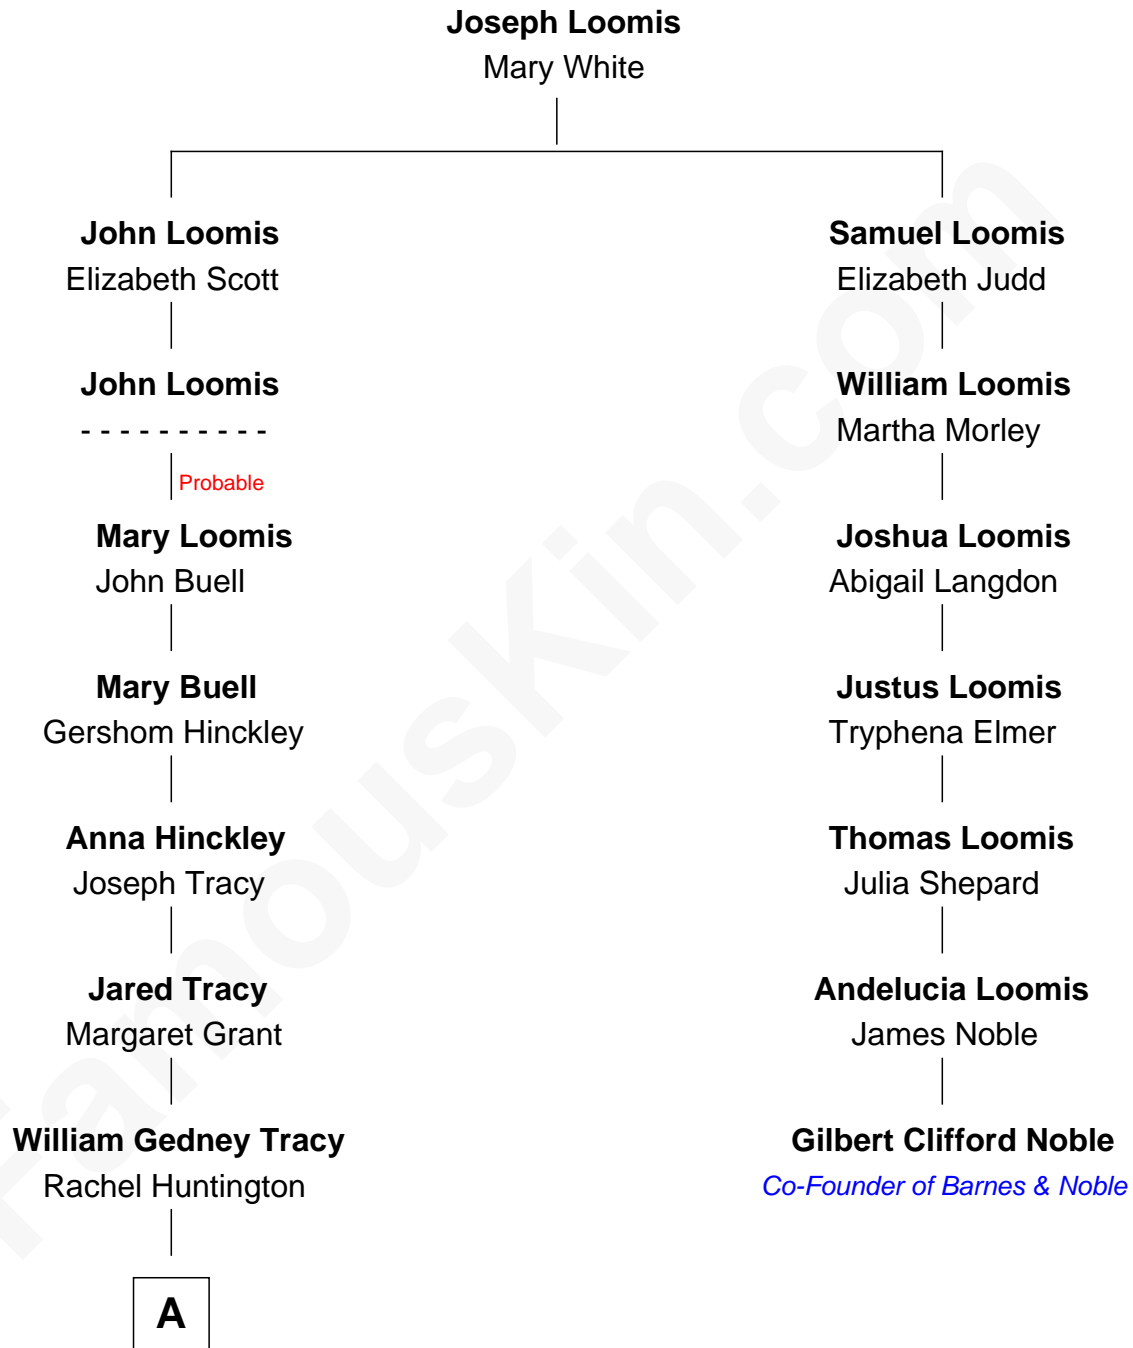 Joseph Loomis
Mary White
John Loomis
Elizabeth Scott
John Loomis
- - - - - - - - - -
Probable
Mary Loomis
John Buell
Mary Buell
Gershom Hinckley
Anna Hinckley
Joseph Tracy
Jared Tracy
Margaret Grant
William Gedney Tracy
Rachel Huntington
A
Samuel Loomis
Elizabeth Judd
William Loomis
Martha Morley
Joshua Loomis
Abigail Langdon
Justus Loomis
Tryphena Elmer
Thomas Loomis
Julia Shepard
Andelucia Loomis
James Noble
Gilbert Clifford Noble
Co-Founder of Barnes & Noble
FamousKin.com